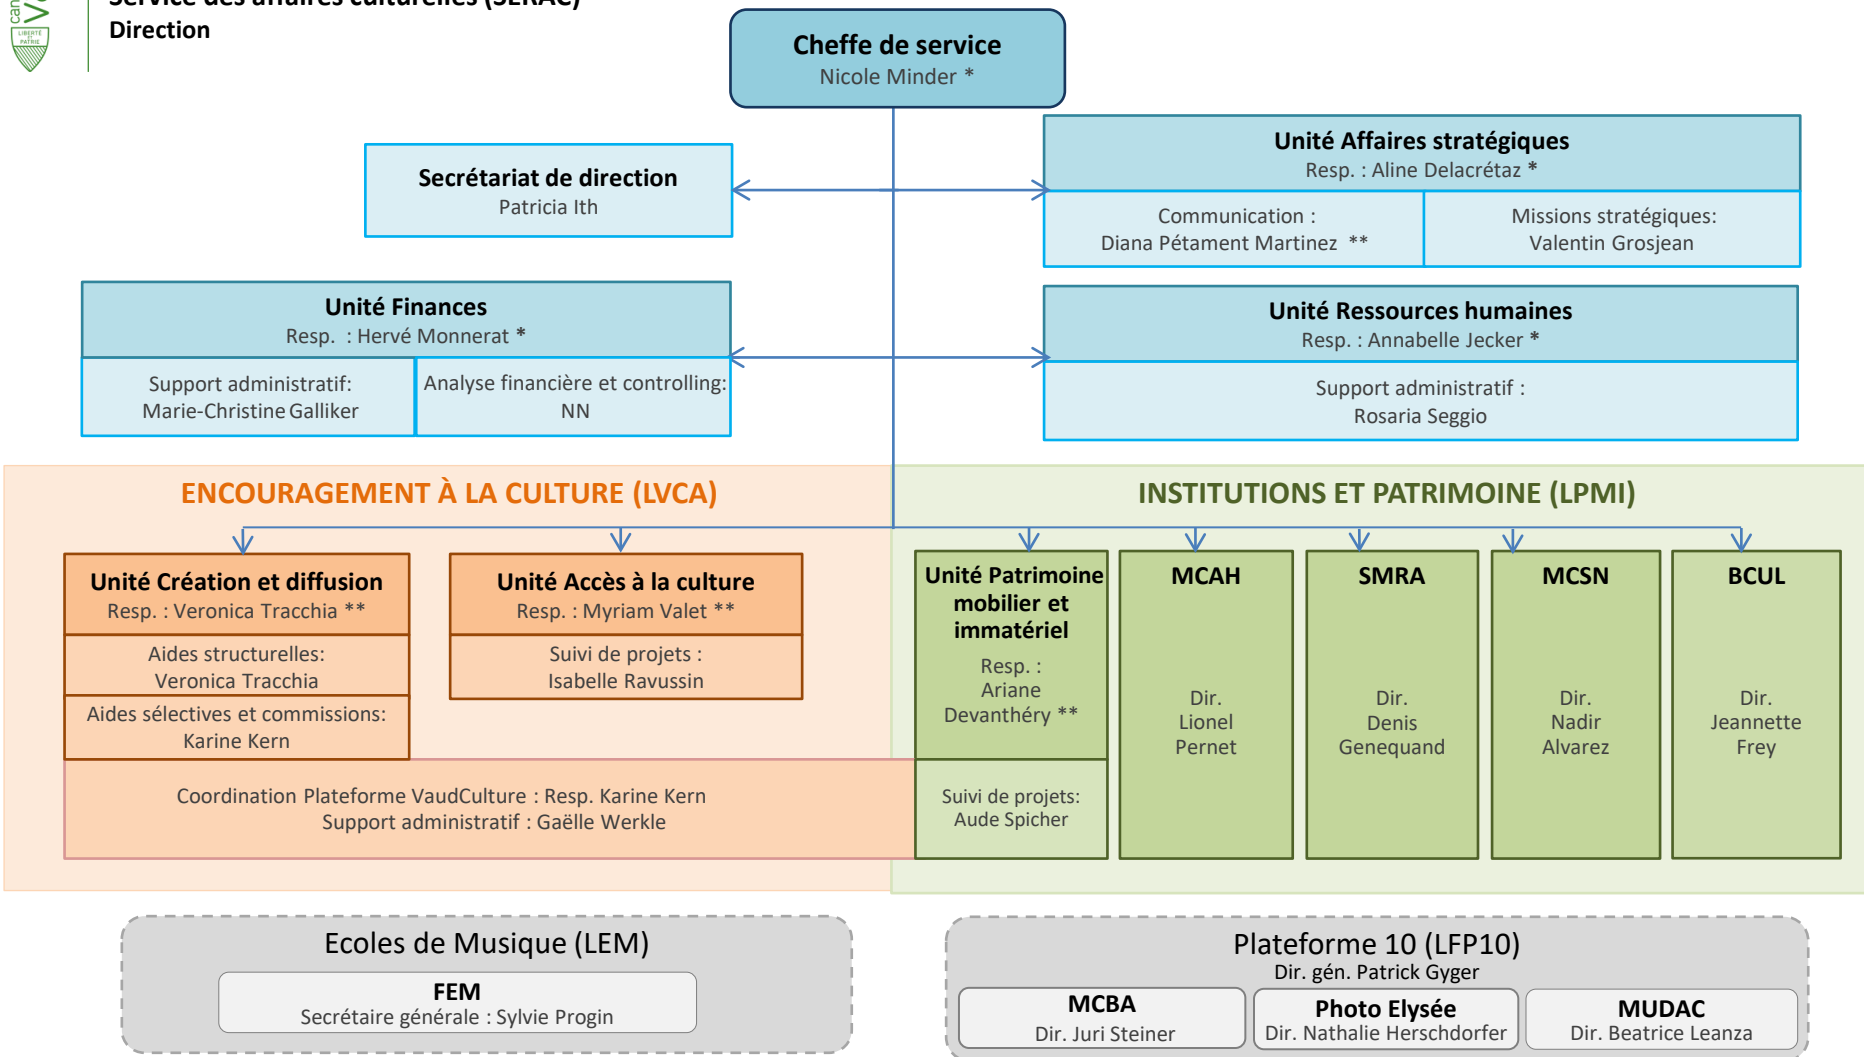 Service des affaires culturelles (SERAC)
Direction
LIBERTÉ
ET
PATRIE
Cheffe de service
Nicole Minder *
Secrétariat de direction
Patricia Ith
Unité Affaires stratégiques
Resp. : Aline Delacrétaz *
Communication :
Diana Pétament Martinez **
Missions stratégiques:
Valentin Grosjean
Unité Finances
Resp. : Hervé Monnerat *
Support administratif:
Marie-Christine Galliker
Analyse financière et controlling:
NN
Unité Ressources humaines
Resp. : Annabelle Jecker *
Support administratif :
Rosaria Seggio
ENCOURAGEMENT À LA CULTURE (LVCA)
INSTITUTIONS ET PATRIMOINE (LPMI)
Unité Création et diffusion
Resp. : Veronica Tracchia **
Aides structurelles:
Veronica Tracchia
Aides sélectives et commissions:
Karine Kern
Unité Accès à la culture
Resp. : Myriam Valet **
Suivi de projets :
Isabelle Ravussin
Coordination Plateforme VaudCulture : Resp. Karine Kern
Support administratif : Gaëlle Werkle
Unité Patrimoine
mobilier et
immatériel
Resp. :
Ariane
Devanthéry **
Suivi de projets:
Aude Spicher
MCAH
Dir.
Lionel
Pernet
SMRA
Dir.
Denis
Genequand
MCSN
Dir.
Nadir
Alvarez
BCUL
Dir.
Jeannette
Frey
Ecoles de Musique (LEM)
FEM
Secrétaire générale : Sylvie Progin
Plateforme 10 (LFP10)
Dir. gén. Patrick Gyger
MCBA
Dir. Juri Steiner
Photo Elysée
Dir. Nathalie Herschdorfer
MUDAC
Dir. Beatrice Leanza